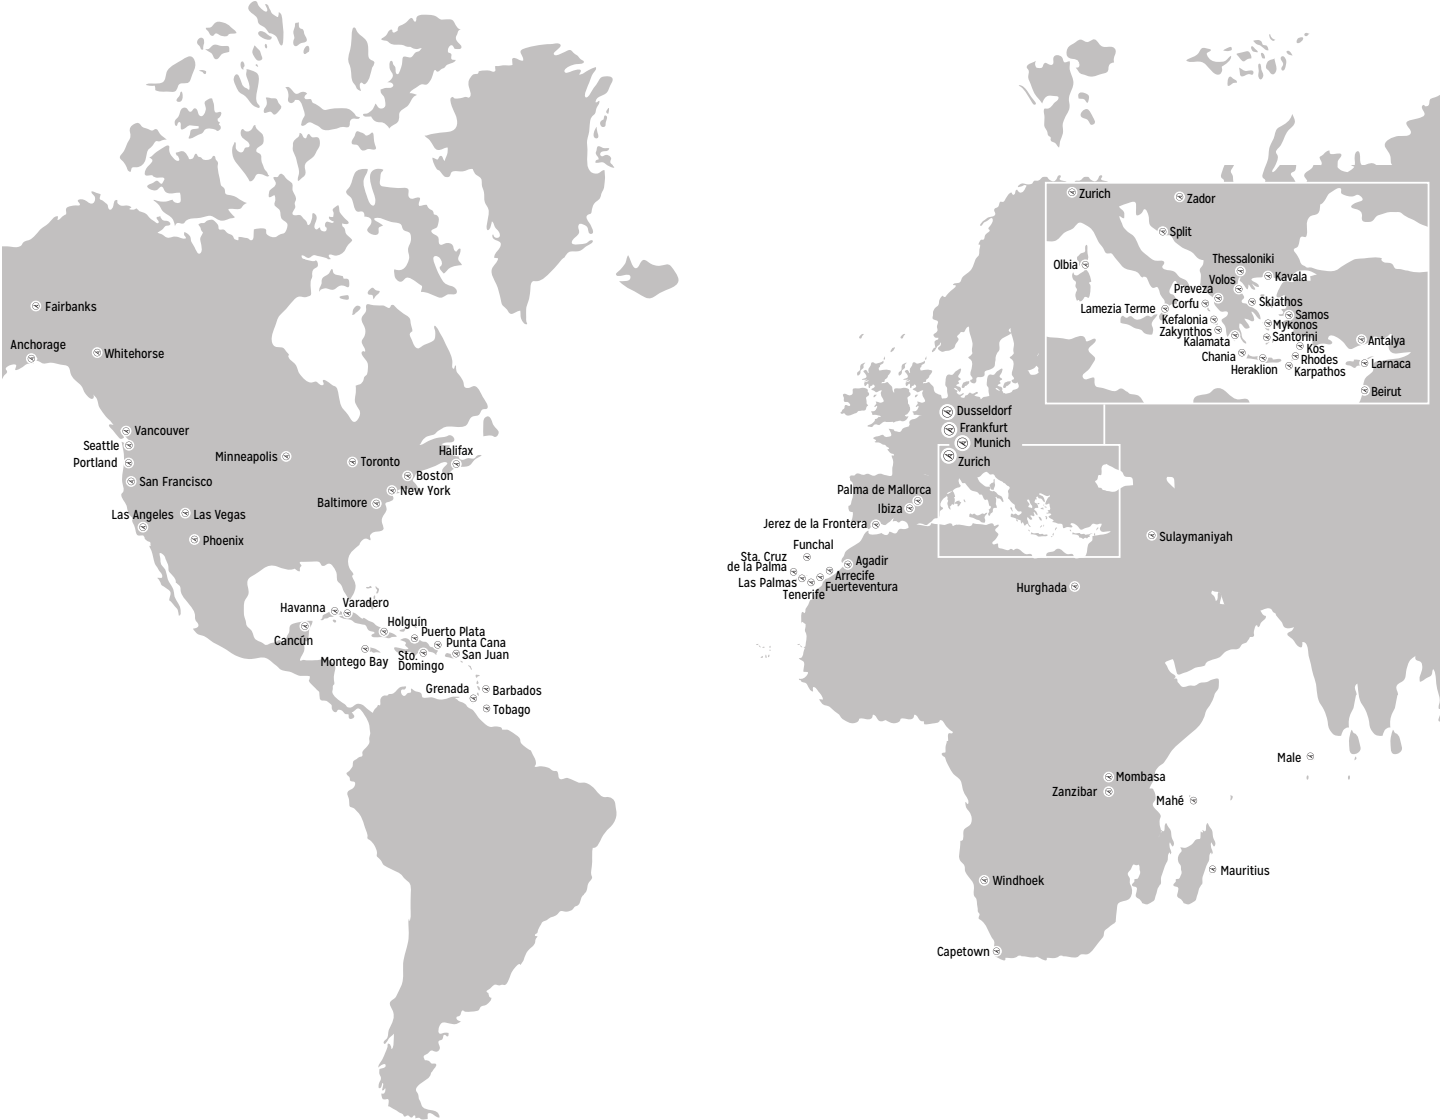 Fairbanks
Anchorage
Whitehorse
Vancouver
Seattle
Portland
San Francisco
Los Angeles
Las Vegas
Phoenix
Minneapolis
Toronto
Halifax
Boston
New York
Baltimore
Havanna
Varadero
Cancún
Holguin
Puerto Plata
Punta Cana
San Juan
Sto.
Domingo
Montego Bay
Grenada
Barbados
Tobago
Zurich
Zador
Split
Olbia
Thessaloniki
Kavala
Volos
Preveza
Lamezia Terme
Corfu
Skiathos
Kefalonia
Samos
Mykonos
Zakynthos
Santorini
Kalamata
Antalya
Kos
Chania
Rhodes
Larnaca
Heraklion
Karpathos
Beirut
Dusseldorf
Frankfurt
Munich
Zurich
Palma de Mallorca
Ibiza
Jerez de la Frontera
Funchal
Sta. Cruz
de la Palma
Agadir
Arrecife
Las Palmas
Fuerteventura
Tenerife
Sulaymaniyah
Hurghada
Male
Mombasa
Zanzibar
Mahé
Mauritius
Windhoek
Capetown